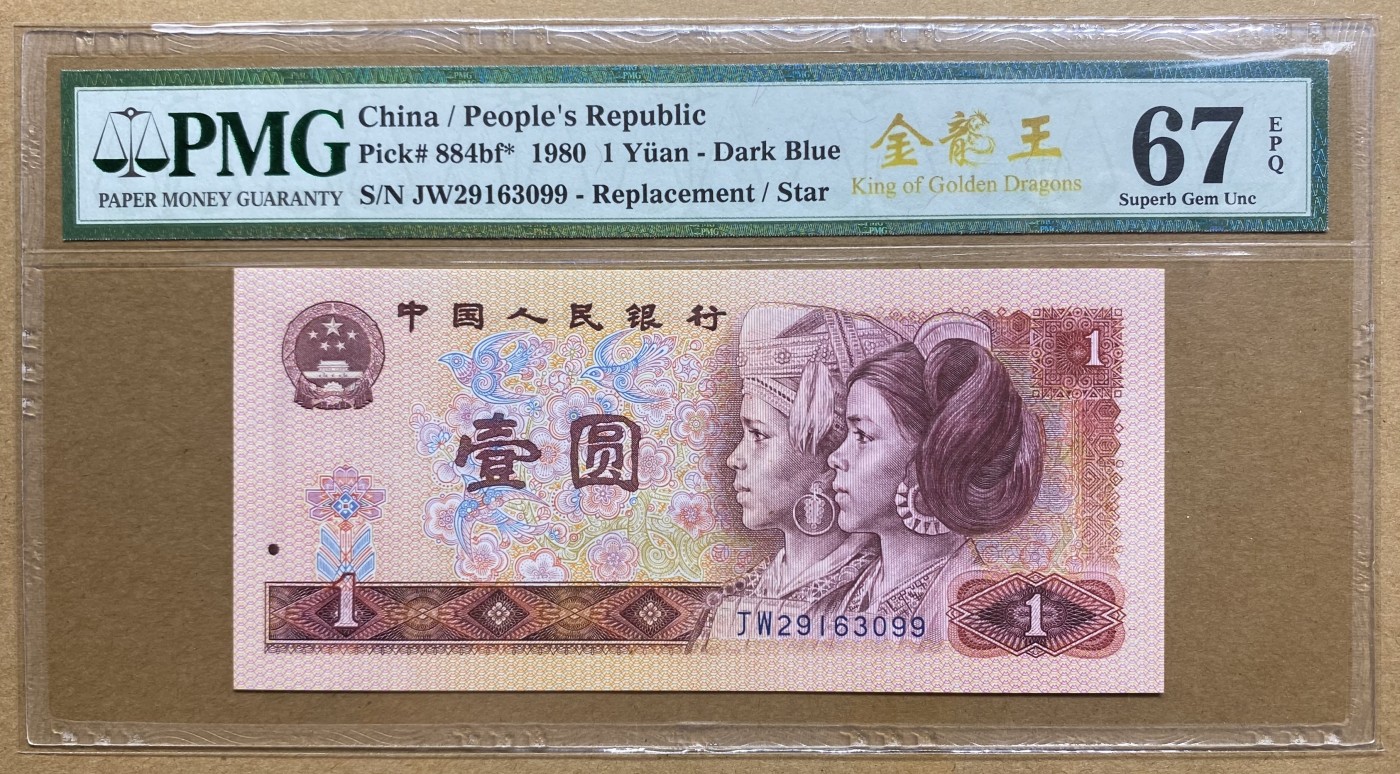 PMG
PAPER MONEY GUARANTY
China / People's Republic
Pick# 884bf* 1980 1 Yüan - Dark Blue
S/N JW29163099 - Replacement / Star
金龍王
King of Golden Dragons
67
EPQ
Superb Gem Unc
中国人民银行
1
壹圆
1
JW29163099
1